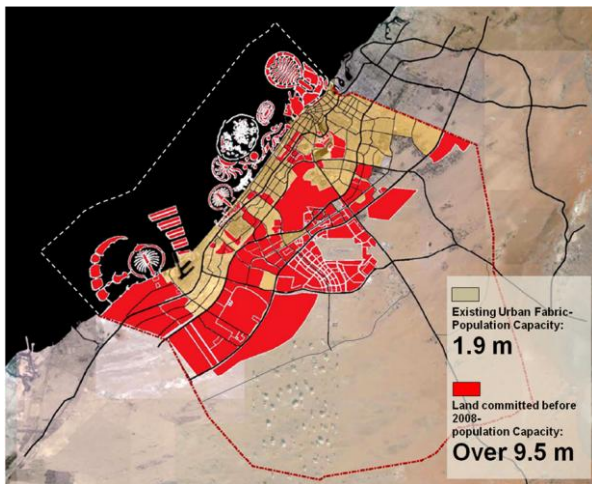 Existing Urban Fabric-
Population Capacity:
1.9 m
Land committed before
2008-
population Capacity:
Over 9.5 m